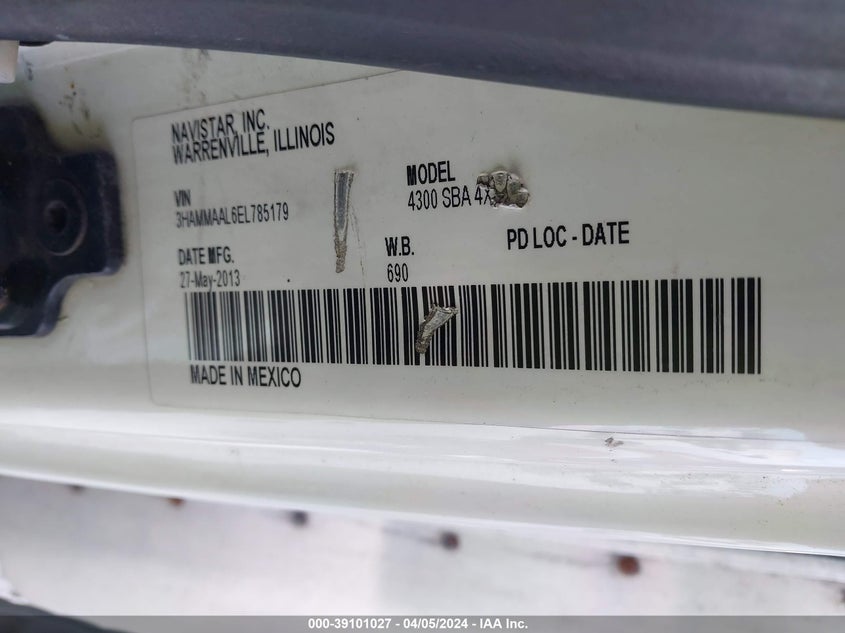 NAVISTAR, INC.
WARRENVILLE, ILLINOIS
VIN
3HAMMAAL6EL785179
MODEL
4300 SBA 4X
DATE MFG.
27-May-2013
W.B.
690
PD LOC - DATE
MADE IN MEXICO
000-39101027 - 04/05/2024 - IAA Inc.